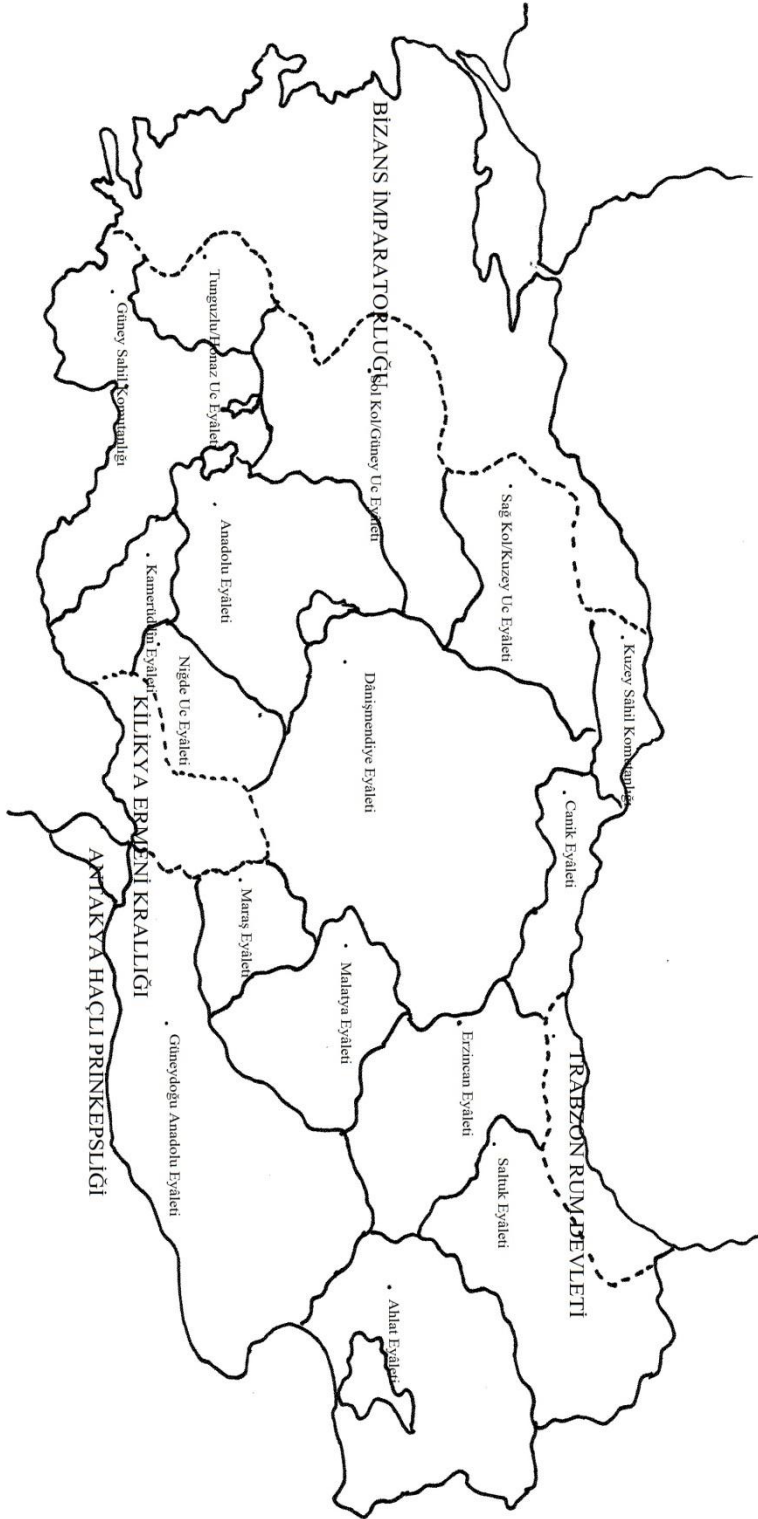 Kuzey Sâhil Komutanlığı
TRABZON RUM DEVLETİ
Canik Eyâleti
Sağ Kol/Kuzey Uc Eyâleti
Saltuk Eyâleti
Erzincan Eyâleti
BİZANS İMPARATORLUĞU
Sol Kol/Güney Uc Eyâleti
Dânişmendiye Eyâleti
Ahlat Eyâleti
Malatya Eyâleti
Maraş Eyâleti
Anadolu Eyâleti
Tunguzlu/Honaz Uc Eyâleti
Niğde Uc Eyâleti
Güneydoğu Anadolu Eyâleti
Kamerüddîn Eyâleti
KİLİKYA ERMENİ KRALLIĞI
Güney Sahil Komutanlığı
ANTAKYA HAÇLI PRİNKEPSLİĞİ